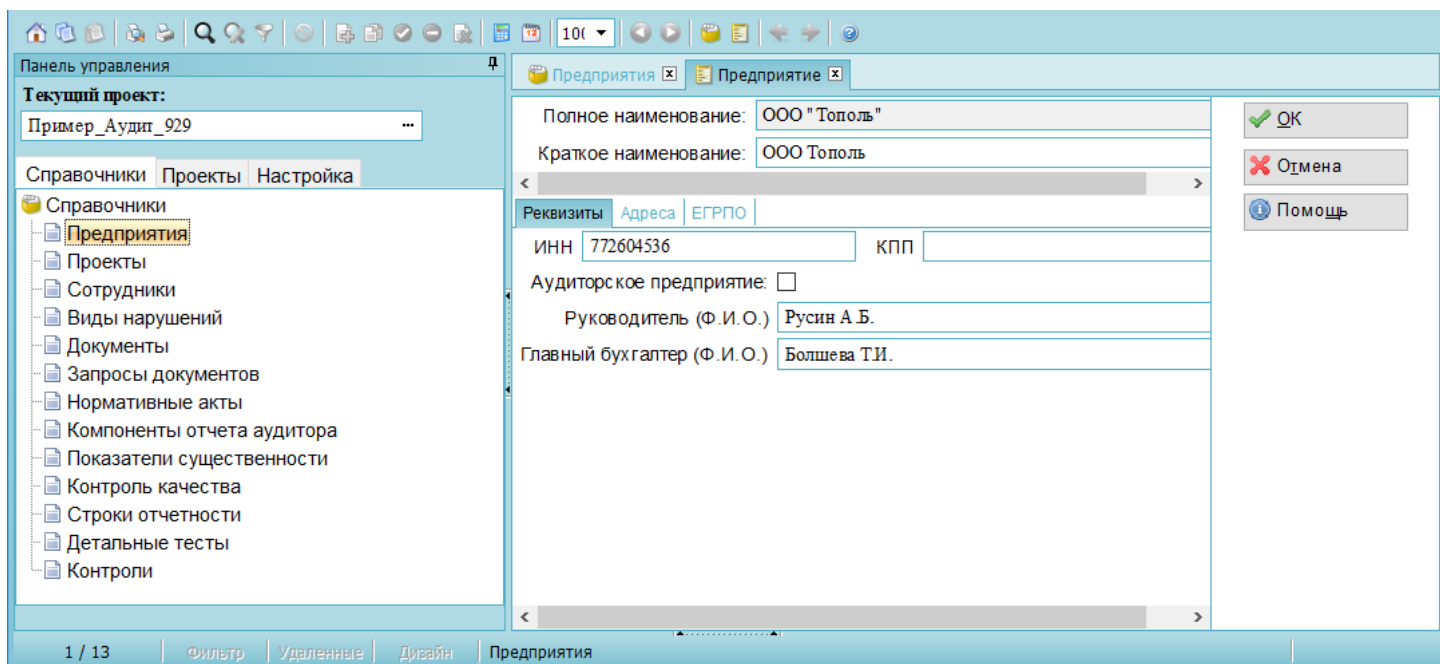 12 10(
Панель управления
Предприятия Предприятие
Текущий проект:
Пример_Аудит_929 ...
Справочники Проекты Настройка
Справочники
Предприятия
Проекты
Сотрудники
Виды нарушений
Документы
Запросы документов
Нормативные акты
Компоненты отчета аудитора
Показатели существенности
Контроль качества
Строки отчетности
Детальные тесты
Контроли
Полное наименование: ООО "Тополь"
Краткое наименование: ООО Тополь
Реквизиты Адреса ЕГРПО
ИНН 772604536 КПП
Аудиторское предприятие:
Руководитель (Ф.И.О.) Русин А.Б.
Главный бухгалтер (Ф.И.О.) Болшева Т.И.
ОК
Отмена
Помощь
1 / 13 Фильтр Удаленные Дизайн Предприятия